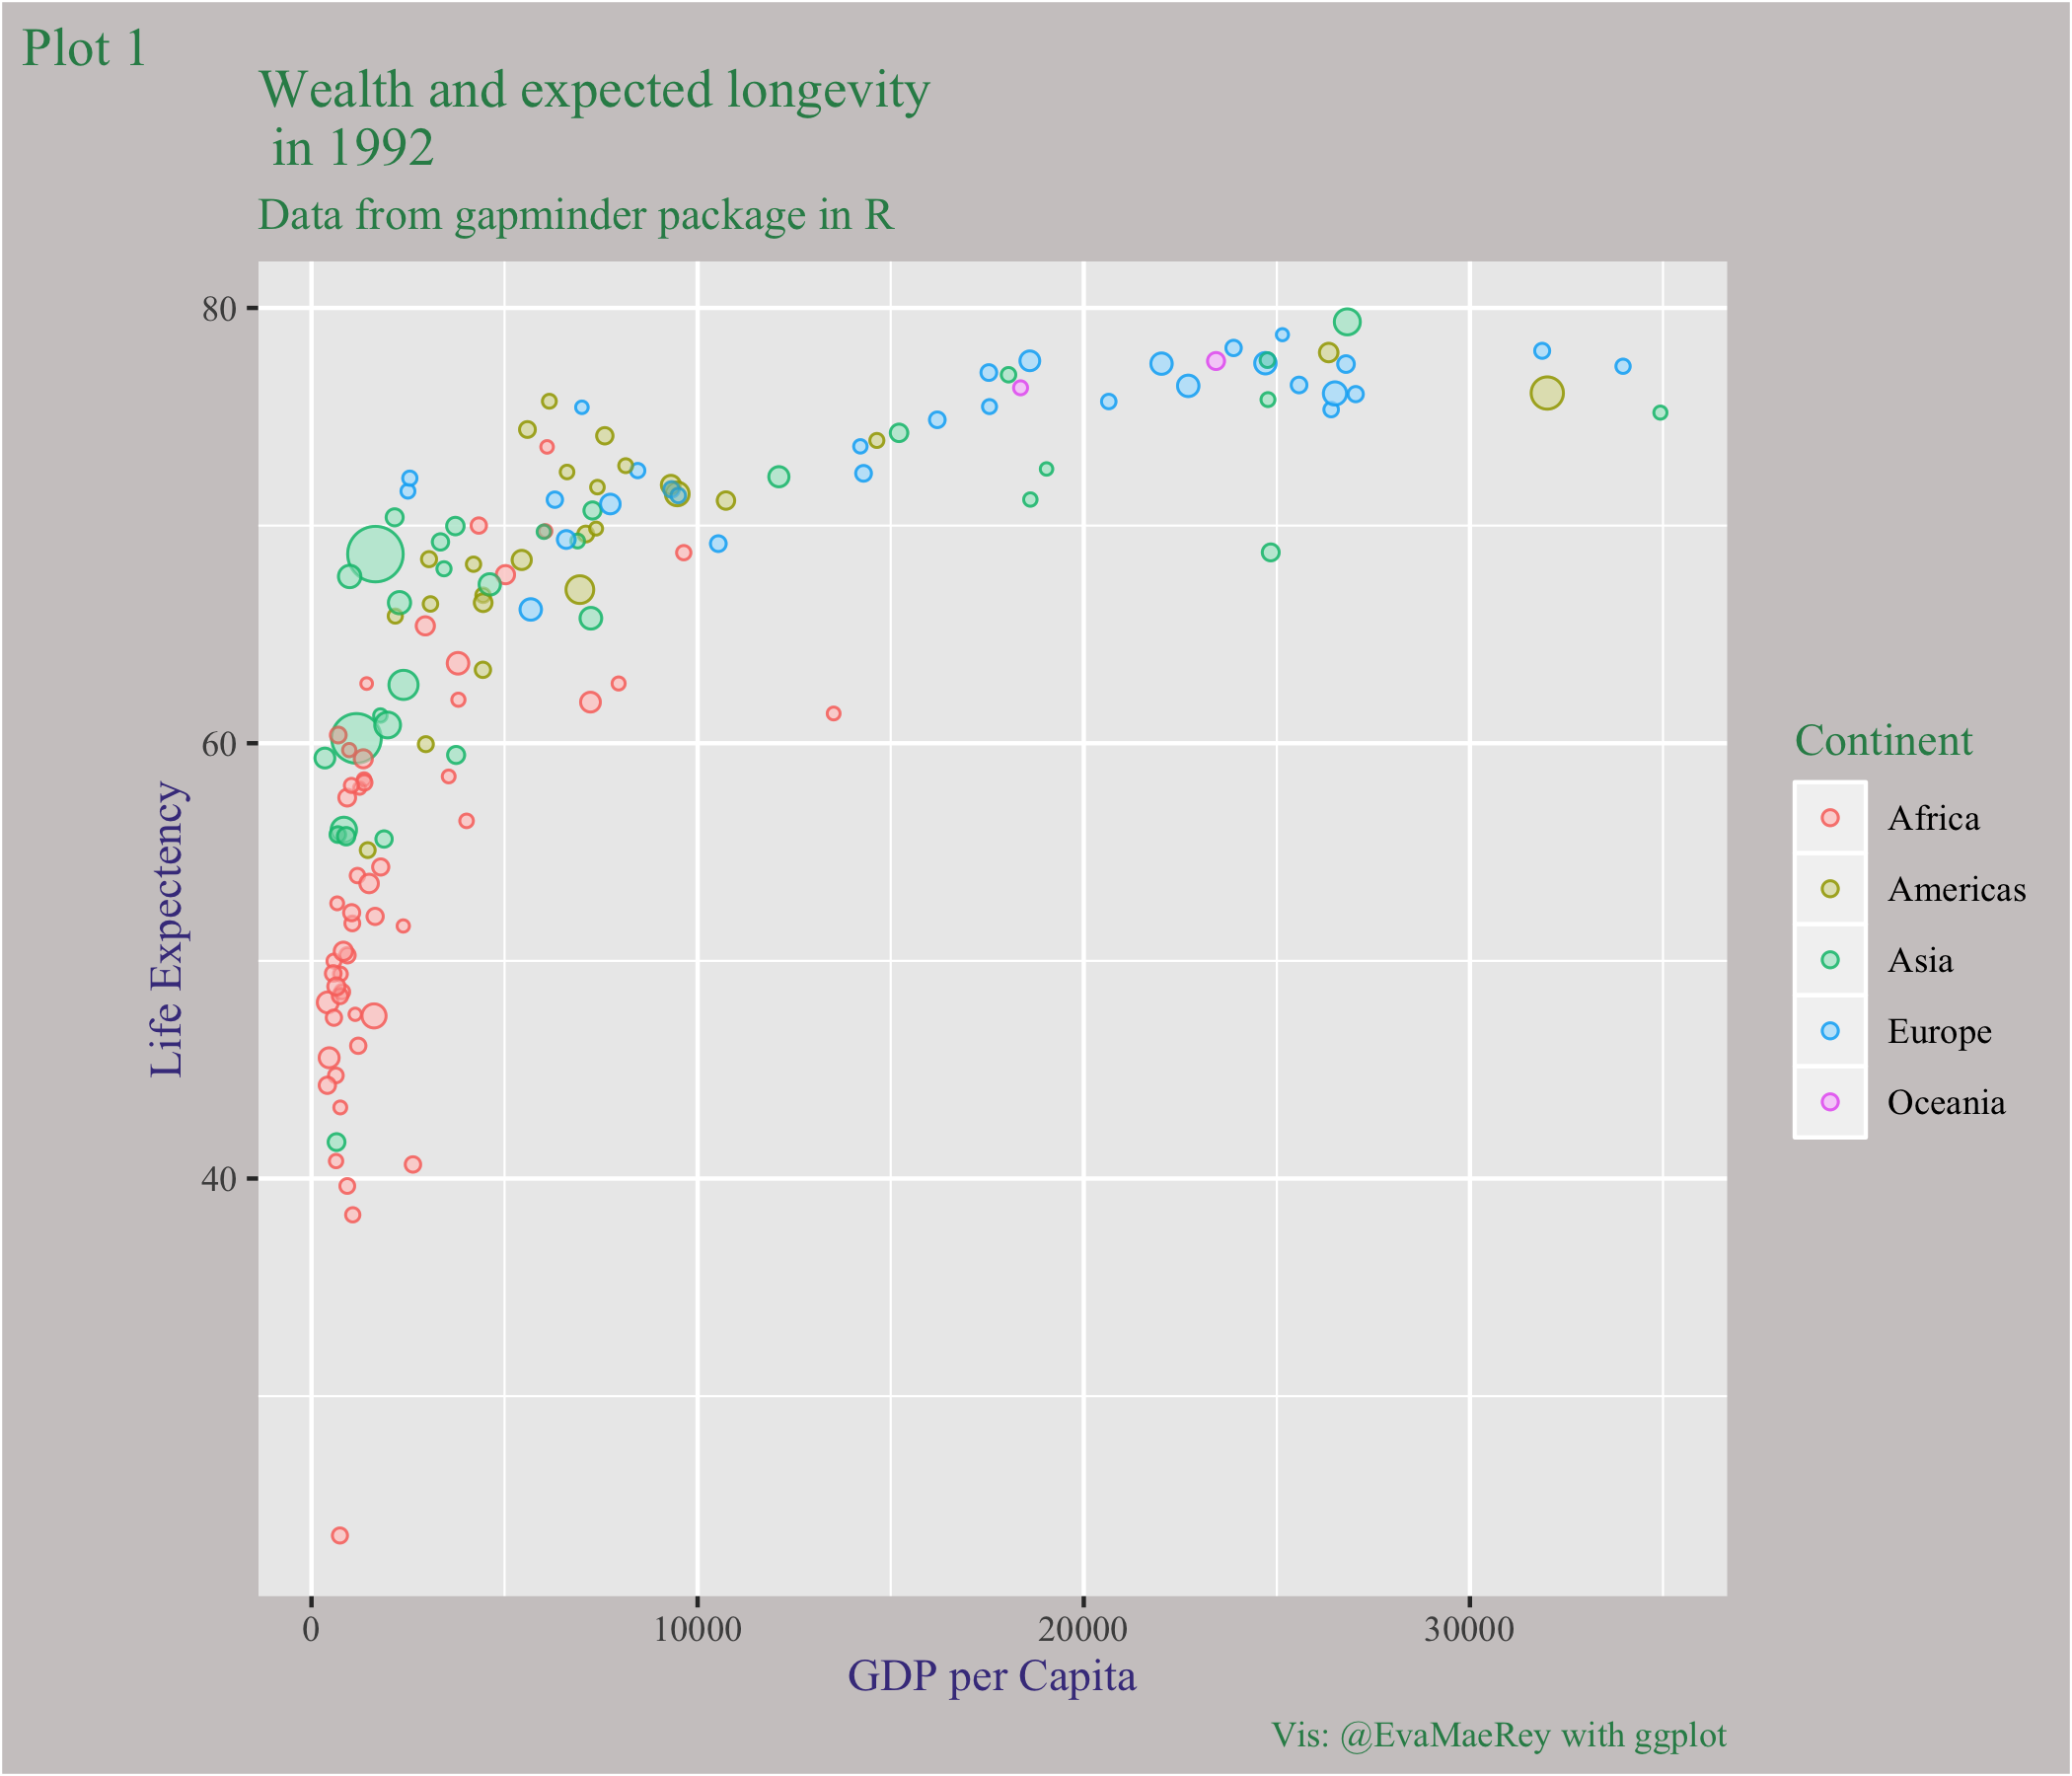 Plot 1
Wealth and expected longevity
in 1992
Data from gapminder package in R
80
60
40
Life Expectency
0 10000 20000 30000
GDP per Capita
Continent
Africa
Americas
Asia
Europe
Oceania
Vis: @EvaMaeRey with ggplot